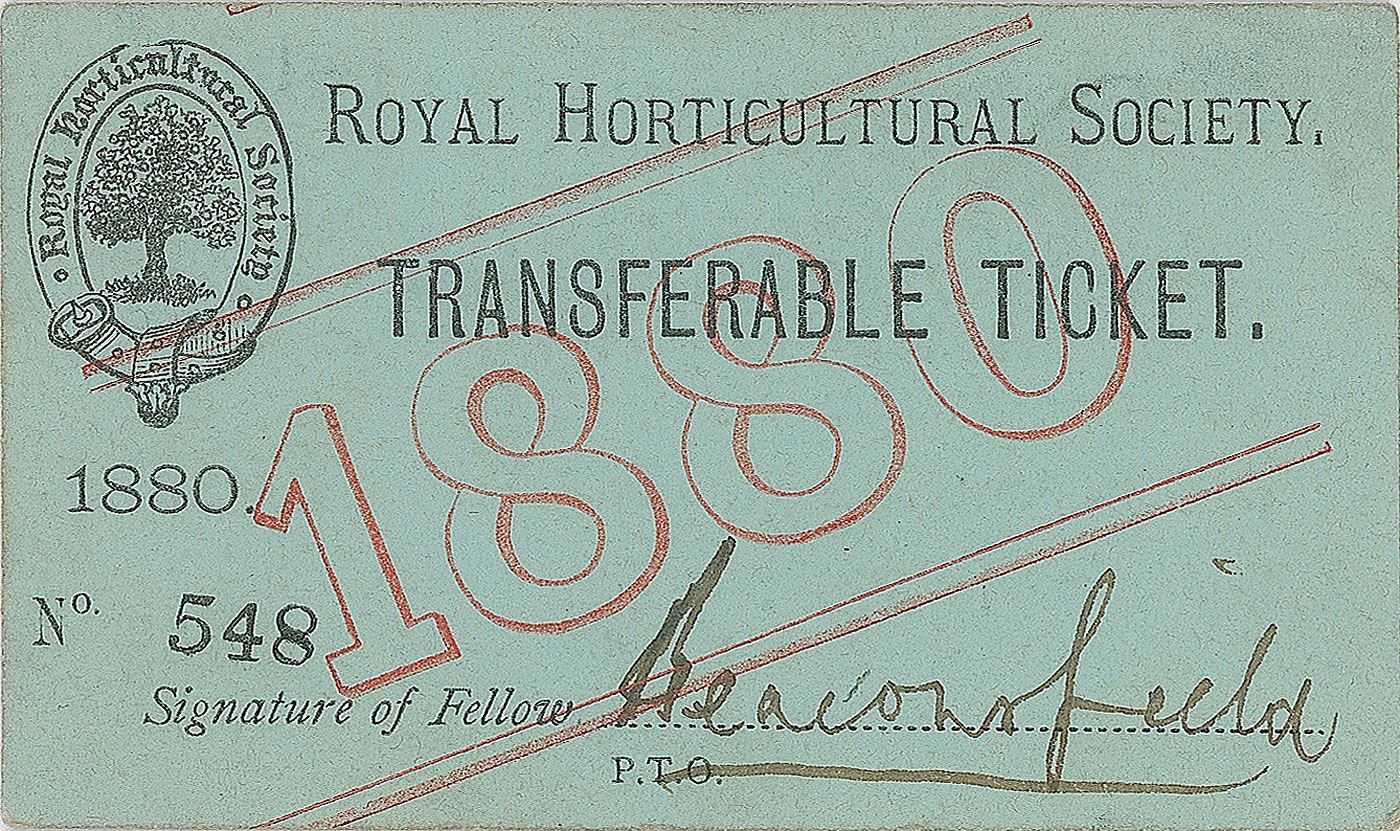 Royal Horticultural Society
ROYAL HORTICULTURAL SOCIETY.
TRANSFERABLE TICKET.
1880
1880.
No. 548
Signature of Fellow Beaconsfield
P.T.O.